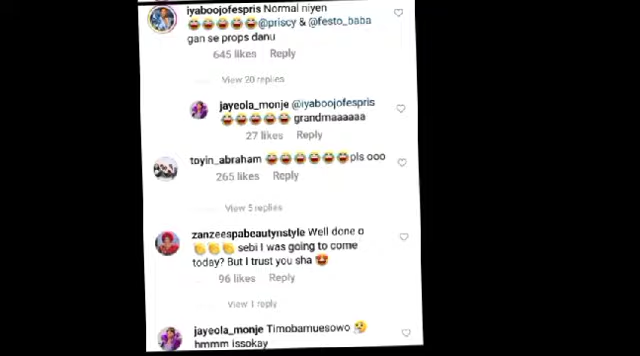 iyaboojofespris Normal niyen
😂😂😂😂😂@priscy & @festo_baba
gan se props danu
645 likes Reply
View 20 replies
jayeola_monje @iyaboojofespris
😂😂😂😂😂 grandmaaaaaa
27 likes Reply
toyin_abraham 😂😂😂😂😂😂pls ooo
265 likes Reply
View 5 replies
zanzeespabeautynstyle Well done o
👏👏👏 sebi I was going to come
today? But I trust you sha 😍
96 likes Reply
View 1 reply
jayeola_monje Timobamuesowo 🤣
hmmm issokay